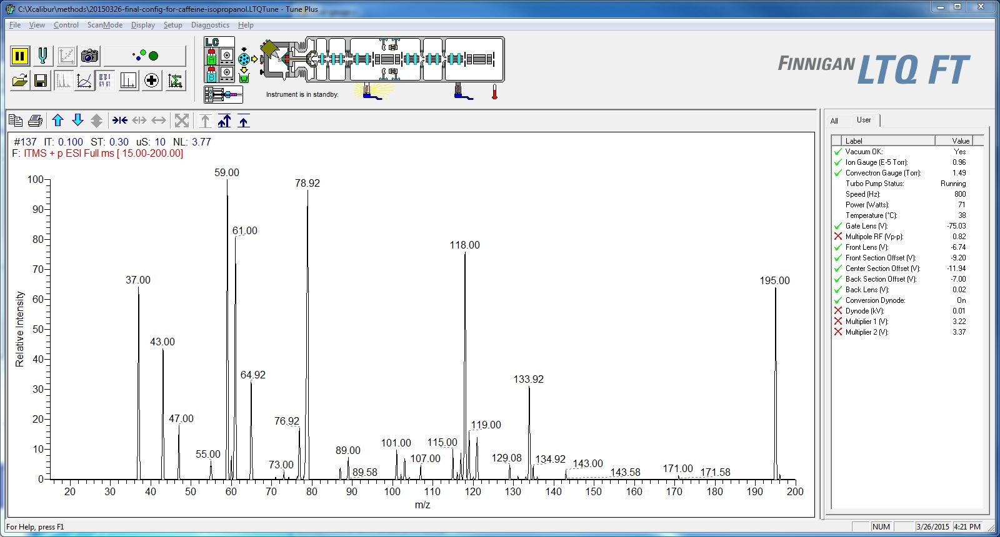 C:\Xcalibur\methods\20150326-final-config-for-caffeine-isopropanol.LTQTune - Tune Plus
File View Control ScanMode Display Setup Diagnostics Help
LC
A
B
W
Instrument is in standby.
FINNIGAN LTQ FT
#137 IT: 0.100 ST: 0.30 uS: 10 NL: 3.77
F: ITMS + p ESI Full ms [ 15.00-200.00]
Relative Intensity
100
90
80
70
60
50
40
30
20
10
0
37.00
43.00
47.00
55.00
59.00
61.00
64.92
73.00
76.92
78.92
89.00
89.58
101.00
107.00
115.00
118.00
119.00
129.08
133.92
134.92
143.00
143.58
171.00
171.58
195.00
20 30 40 50 60 70 80 90 100 110 120 130 140 150 160 170 180 190 200
m/z
All User
Label Value
Vacuum OK: Yes
Ion Gauge (E-5 Torr): 0.96
Convectron Gauge (Torr): 1.49
Turbo Pump Status: Running
Speed (Hz): 800
Power (Watts): 71
Temperature (°C): 38
Gate Lens (V): -75.03
Multipole RF (Vp-p): 0.82
Front Lens (V): -6.74
Front Section Offset (V): -9.20
Center Section Offset (V): -11.94
Back Section Offset (V): -7.00
Back Lens (V): 0.02
Conversion Dynode: On
Dynode (kV): 0.01
Multiplier 1 (V): 3.22
Multiplier 2 (V): 3.37
For Help, press F1
NUM 3/26/2015 4:21 PM